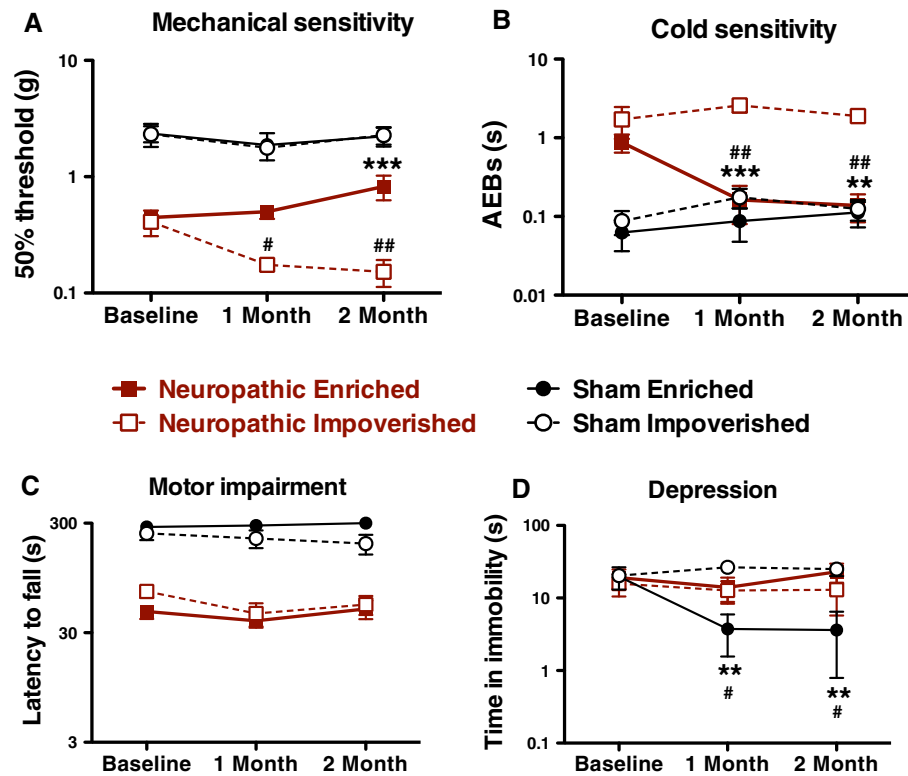 A
Mechanical sensitivity
50% threshold (g)
10
1
0.1
***
#
##
Baseline
1 Month
2 Month
B
Cold sensitivity
AEBs (s)
10
1
0.1
0.01
##
***
##
**
Baseline
1 Month
2 Month
Neuropathic Enriched
Neuropathic Impoverished
Sham Enriched
Sham Impoverished
C
Motor impairment
Latency to fall (s)
300
30
3
Baseline
1 Month
2 Month
D
Depression
Time in immobility (s)
100
10
1
0.1
**
#
**
#
Baseline
1 Month
2 Month